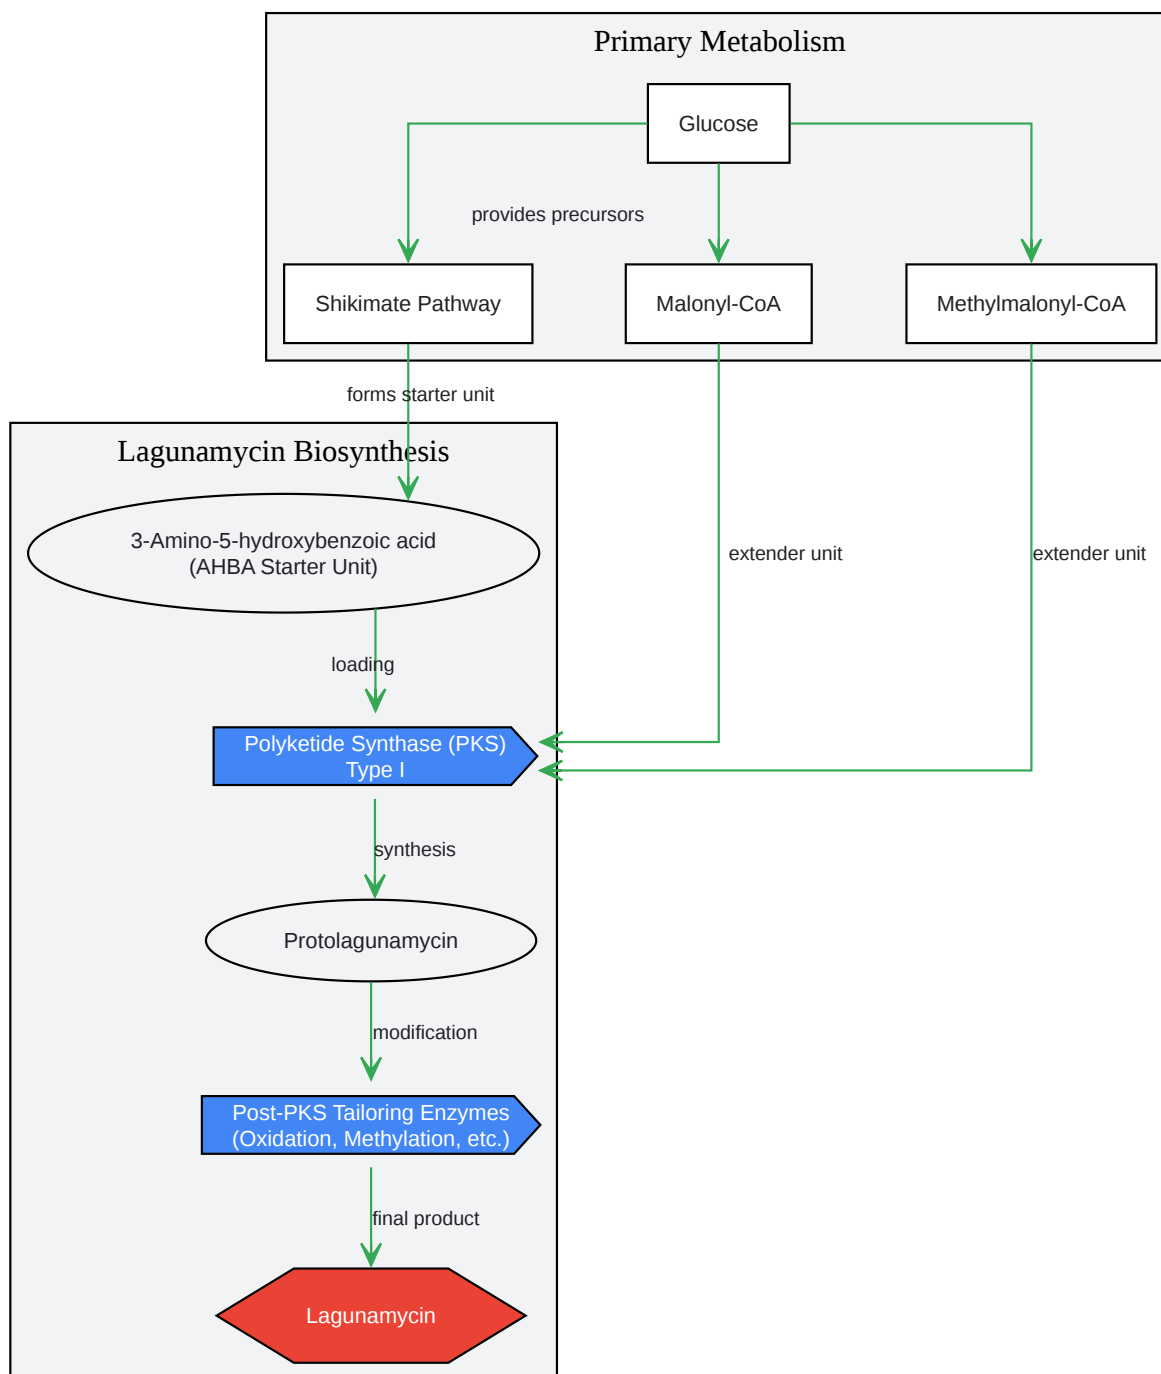 Primary Metabolism
Glucose
provides precursors
Shikimate Pathway
Malonyl-CoA
Methylmalonyl-CoA
forms starter unit
Lagunamycin Biosynthesis
3-Amino-5-hydroxybenzoic acid
(AHBA Starter Unit)
extender unit
extender unit
loading
Polyketide Synthase (PKS)
Type I
synthesis
Protolagunamycin
modification
Post-PKS Tailoring Enzymes
(Oxidation, Methylation, etc.)
final product
Lagunamycin